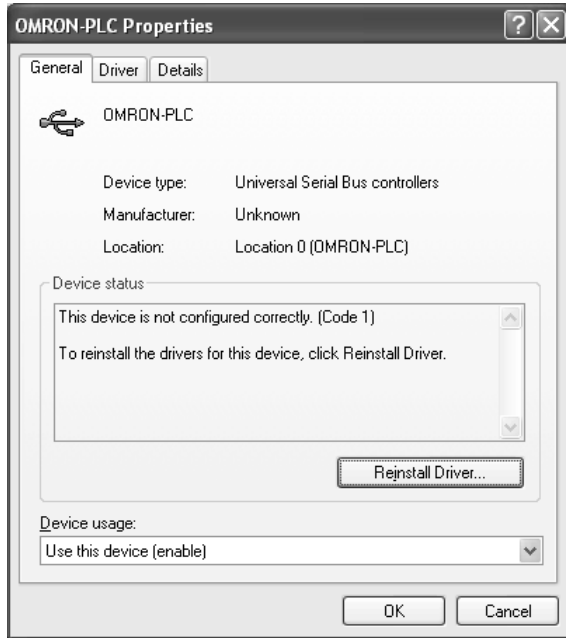 OMRON-PLC Properties
General Driver Details
OMRON-PLC
Device type: Universal Serial Bus controllers
Manufacturer: Unknown
Location: Location 0 (OMRON-PLC)
Device status
This device is not configured correctly. (Code 1)
To reinstall the drivers for this device, click Reinstall Driver.
Reinstall Driver...
Device usage:
Use this device (enable)
OK Cancel